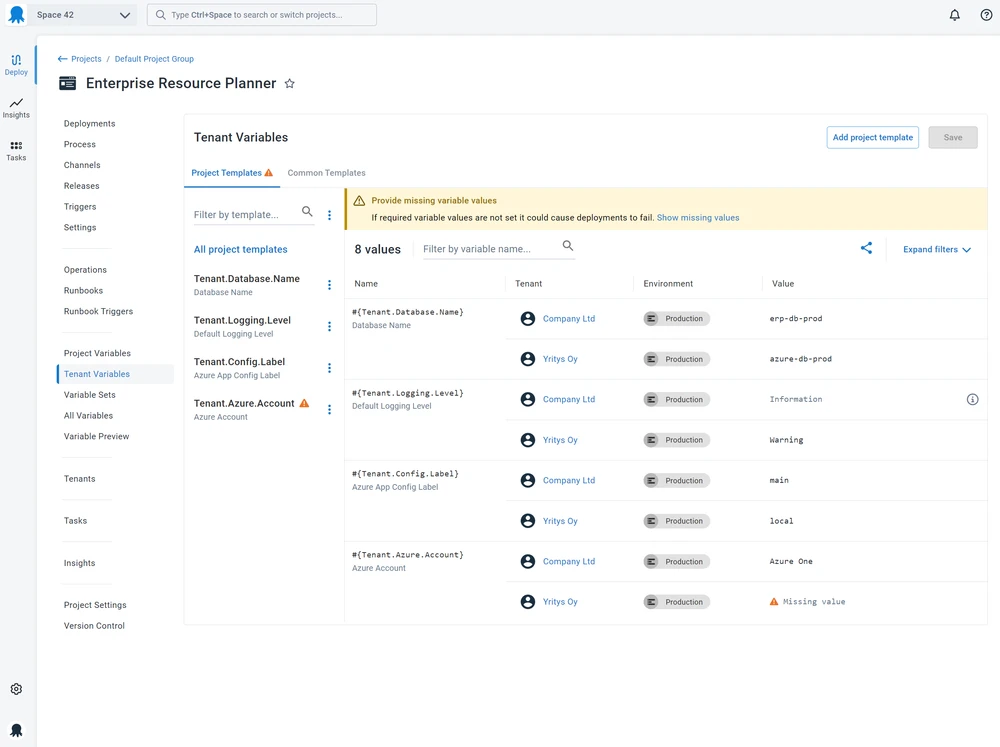 Space 42
Type Ctrl+Space to search or switch projects...
Deploy
Insights
Tasks
Projects / Default Project Group
Enterprise Resource Planner
Deployments
Process
Channels
Releases
Triggers
Settings
Operations
Runbooks
Runbook Triggers
Project Variables
Tenant Variables
Variable Sets
All Variables
Variable Preview
Tenants
Tasks
Insights
Project Settings
Version Control
Tenant Variables
Add project template
Save
Project Templates
Common Templates
Filter by template...
All project templates
Tenant.Database.Name
Database Name
Tenant.Logging.Level
Default Logging Level
Tenant.Config.Label
Azure App Config Label
Tenant.Azure.Account
Azure Account
Provide missing variable values
If required variable values are not set it could cause deployments to fail. Show missing values
8 values
Filter by variable name...
Expand filters
Name Tenant Environment Value
#{Tenant.Database.Name}
Database Name
Company Ltd Production erp-db-prod
Yritys Oy Production azure-db-prod
#{Tenant.Logging.Level}
Default Logging Level
Company Ltd Production Information
Yritys Oy Production Warning
#{Tenant.Config.Label}
Azure App Config Label
Company Ltd Production main
Yritys Oy Production local
#{Tenant.Azure.Account}
Azure Account
Company Ltd Production Azure One
Yritys Oy Production Missing value